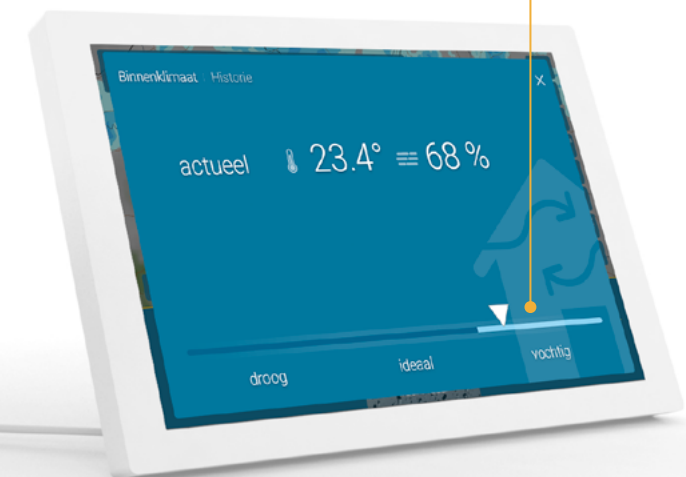 Binnenklimaat Historie
actueel 23.4° 68 %
droog ideaal vochtig